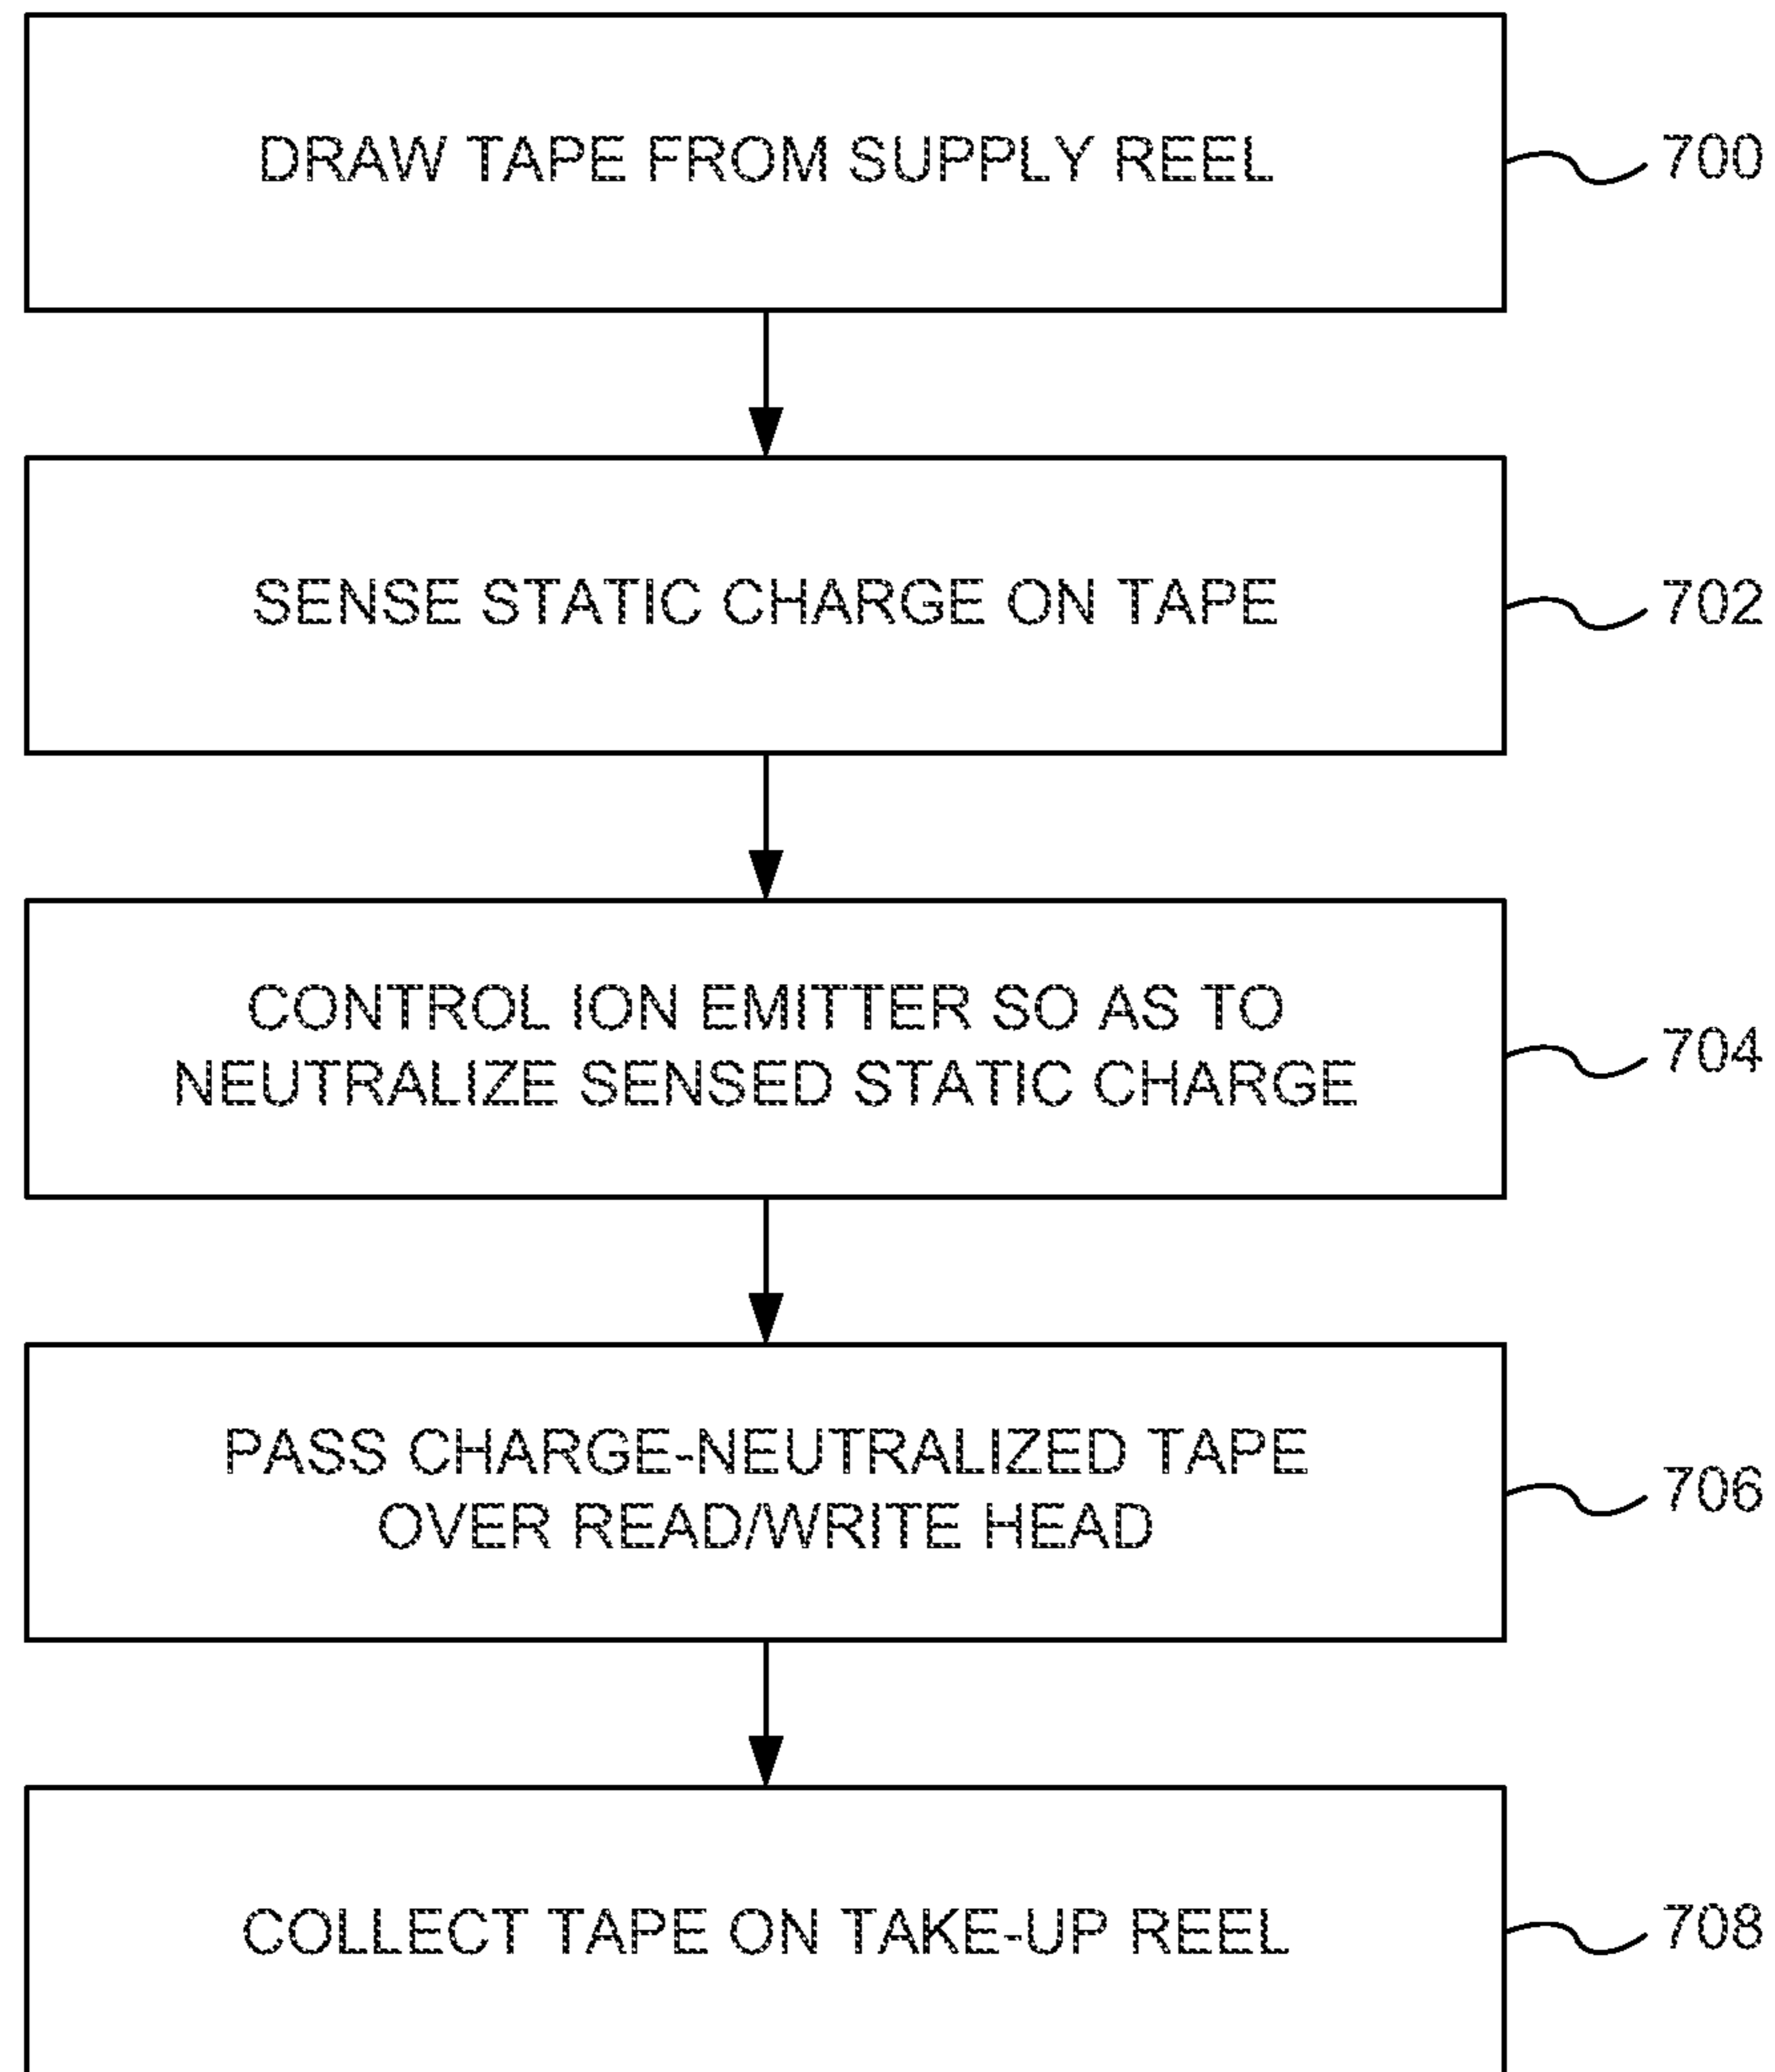 DRAW TAPE FROM SUPPLY REEL
700
SENSE STATIC CHARGE ON TAPE
702
CONTROL ION EMITTER SO AS TO
NEUTRALIZE SENSED STATIC CHARGE
704
PASS CHARGE-NEUTRALIZED TAPE
OVER READ/WRITE HEAD
706
COLLECT TAPE ON TAKE-UP REEL
708